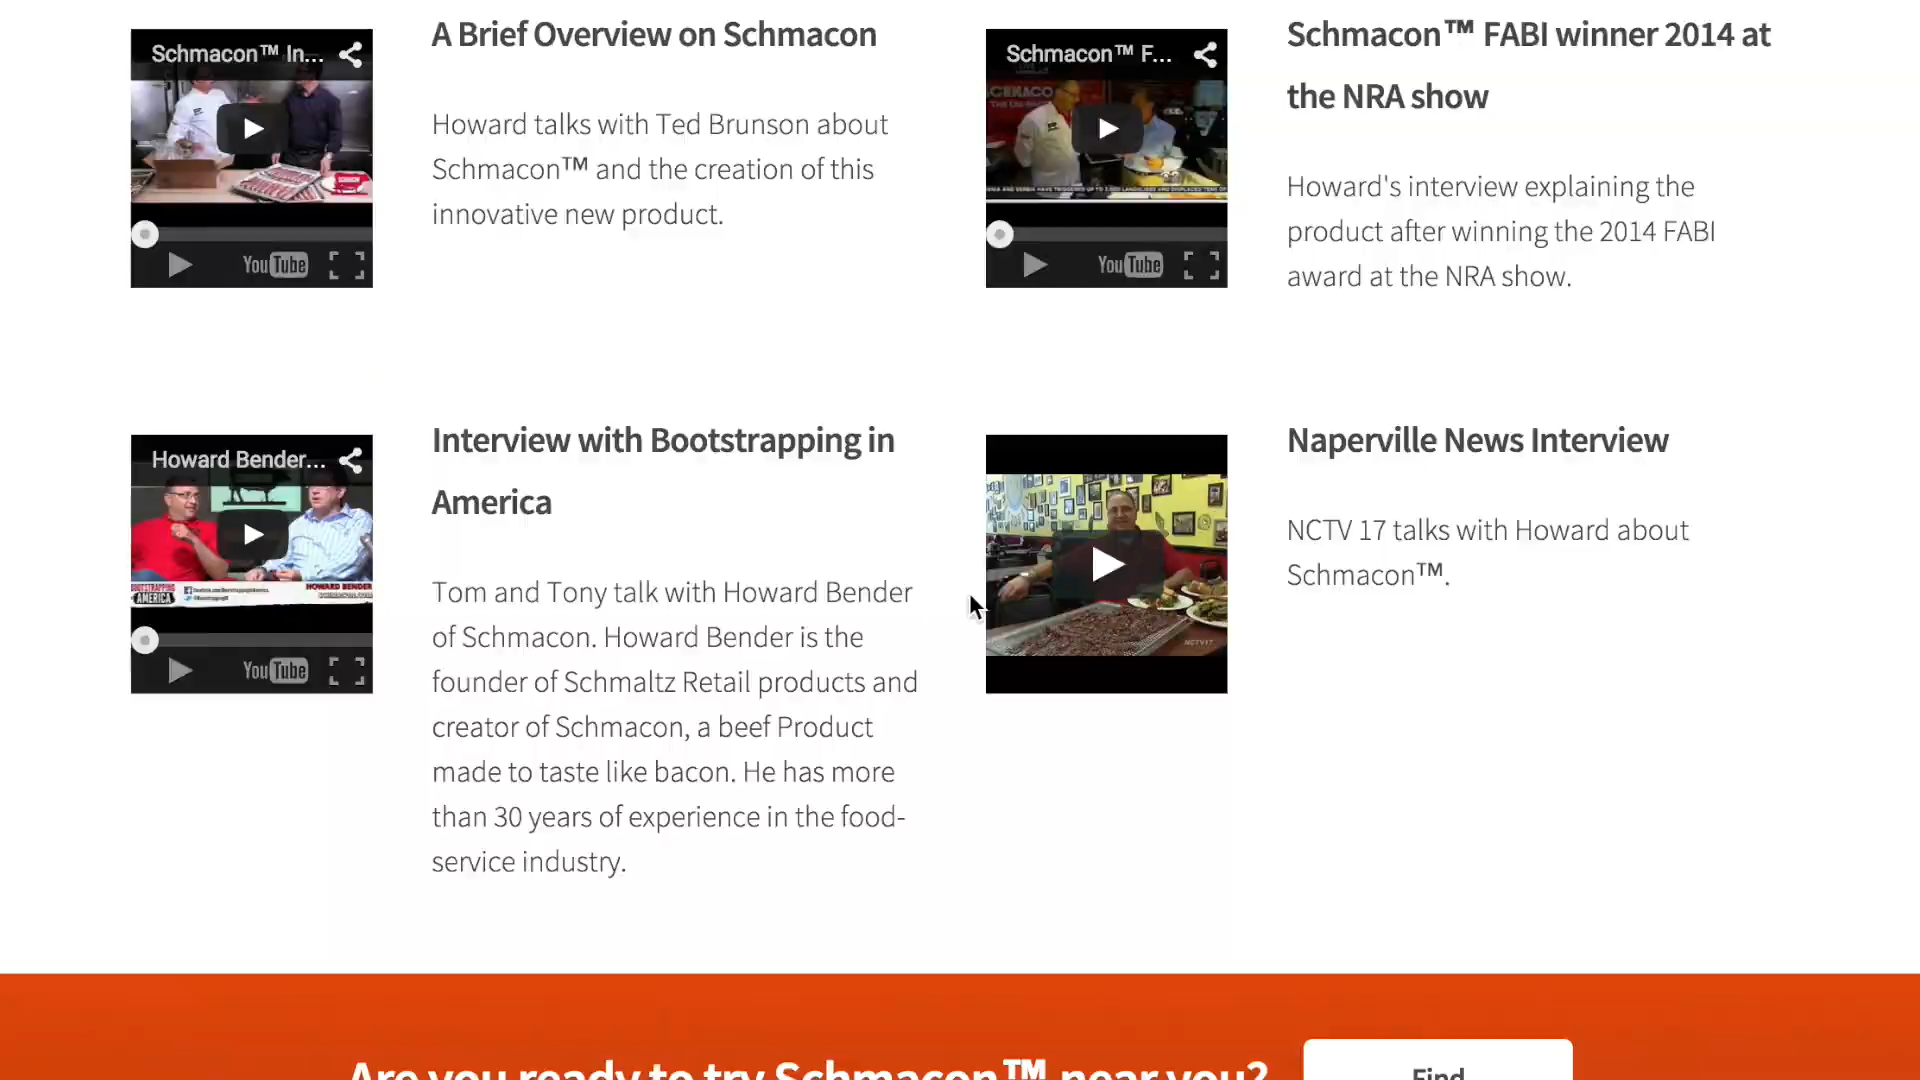 Schmacon™ In...
YouTube
A Brief Overview on Schmacon
Howard talks with Ted Brunson about
Schmacon™ and the creation of this
innovative new product.
Schmacon™ F...
YouTube
Schmacon™ FABI winner 2014 at
the NRA show
Howard's interview explaining the
product after winning the 2014 FABI
award at the NRA show.
Howard Bender...
BOOTSTRAPPING
AMERICA
HOWARD BENDER
YouTube
Interview with Bootstrapping in
America
Tom and Tony talk with Howard Bender
of Schmacon. Howard Bender is the
founder of Schmaltz Retail products and
creator of Schmacon, a beef Product
made to taste like bacon. He has more
than 30 years of experience in the food-
service industry.
NCTV17
Naperville News Interview
NCTV 17 talks with Howard about
Schmacon™.
Are you ready to try Schmacon™ near you?
Find